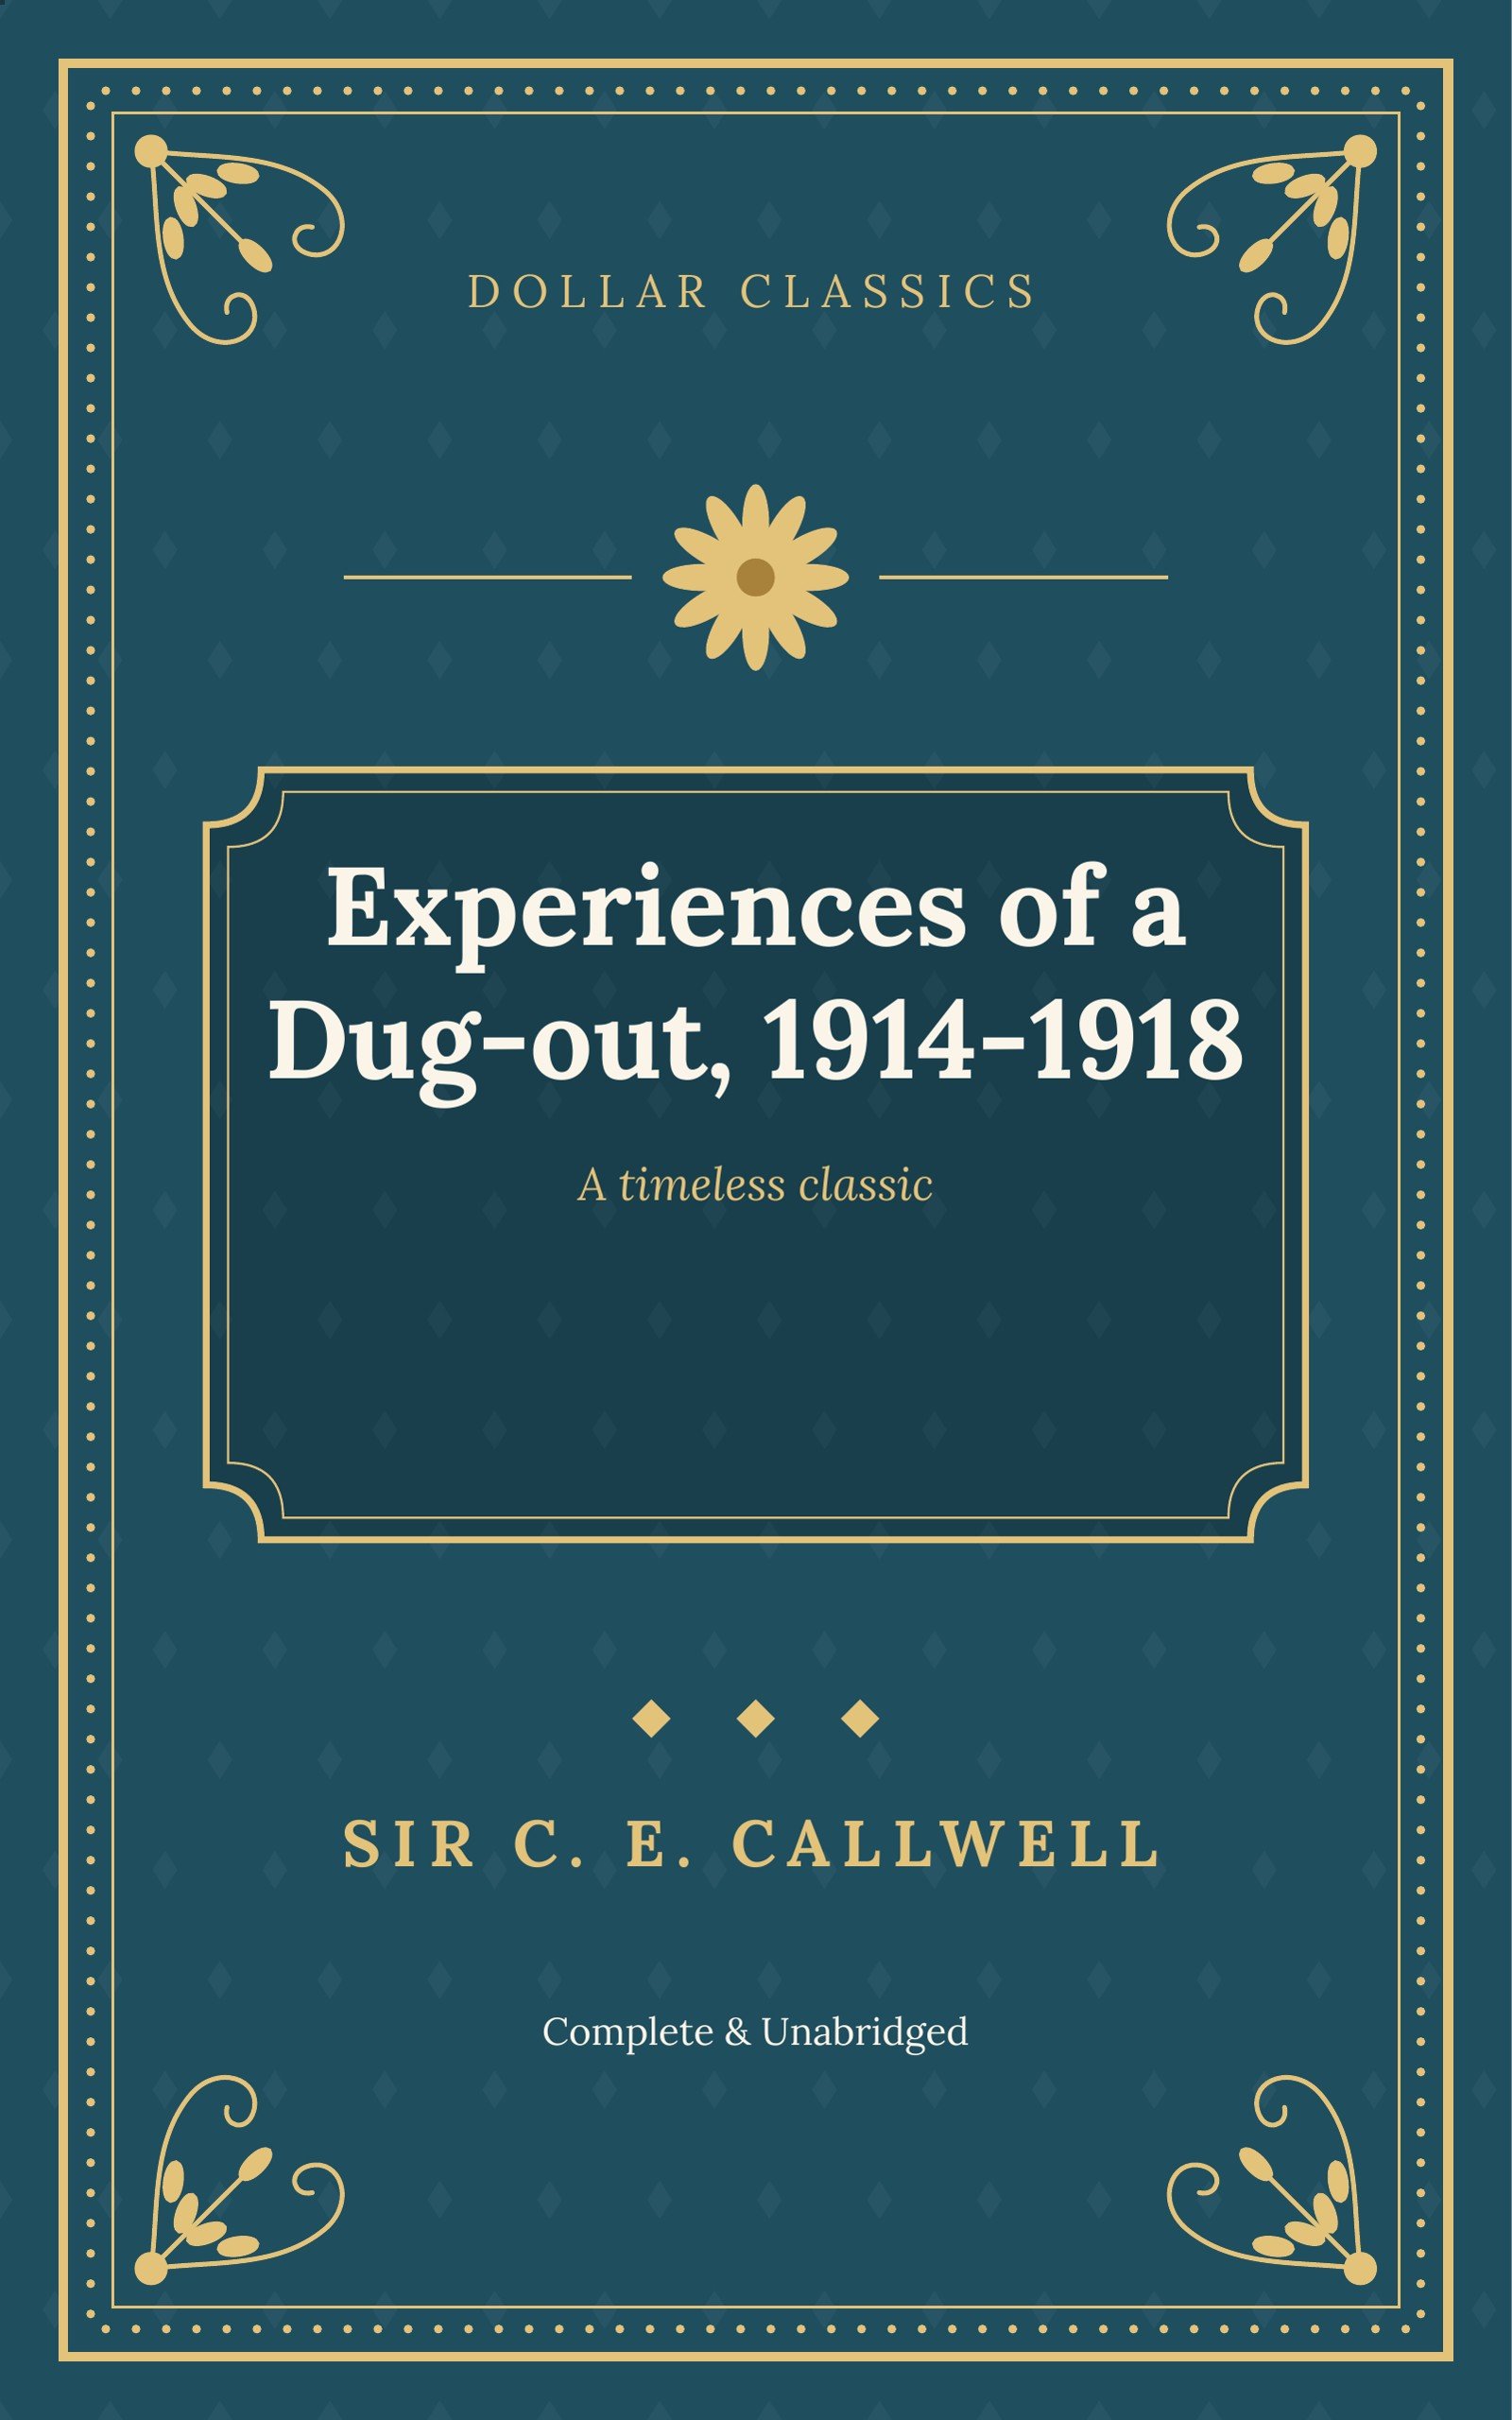 DOLLAR CLASSICS
Experiences of a
Dug-out, 1914-1918
A timeless classic
SIR C. E. CALLWELL
Complete & Unabridged